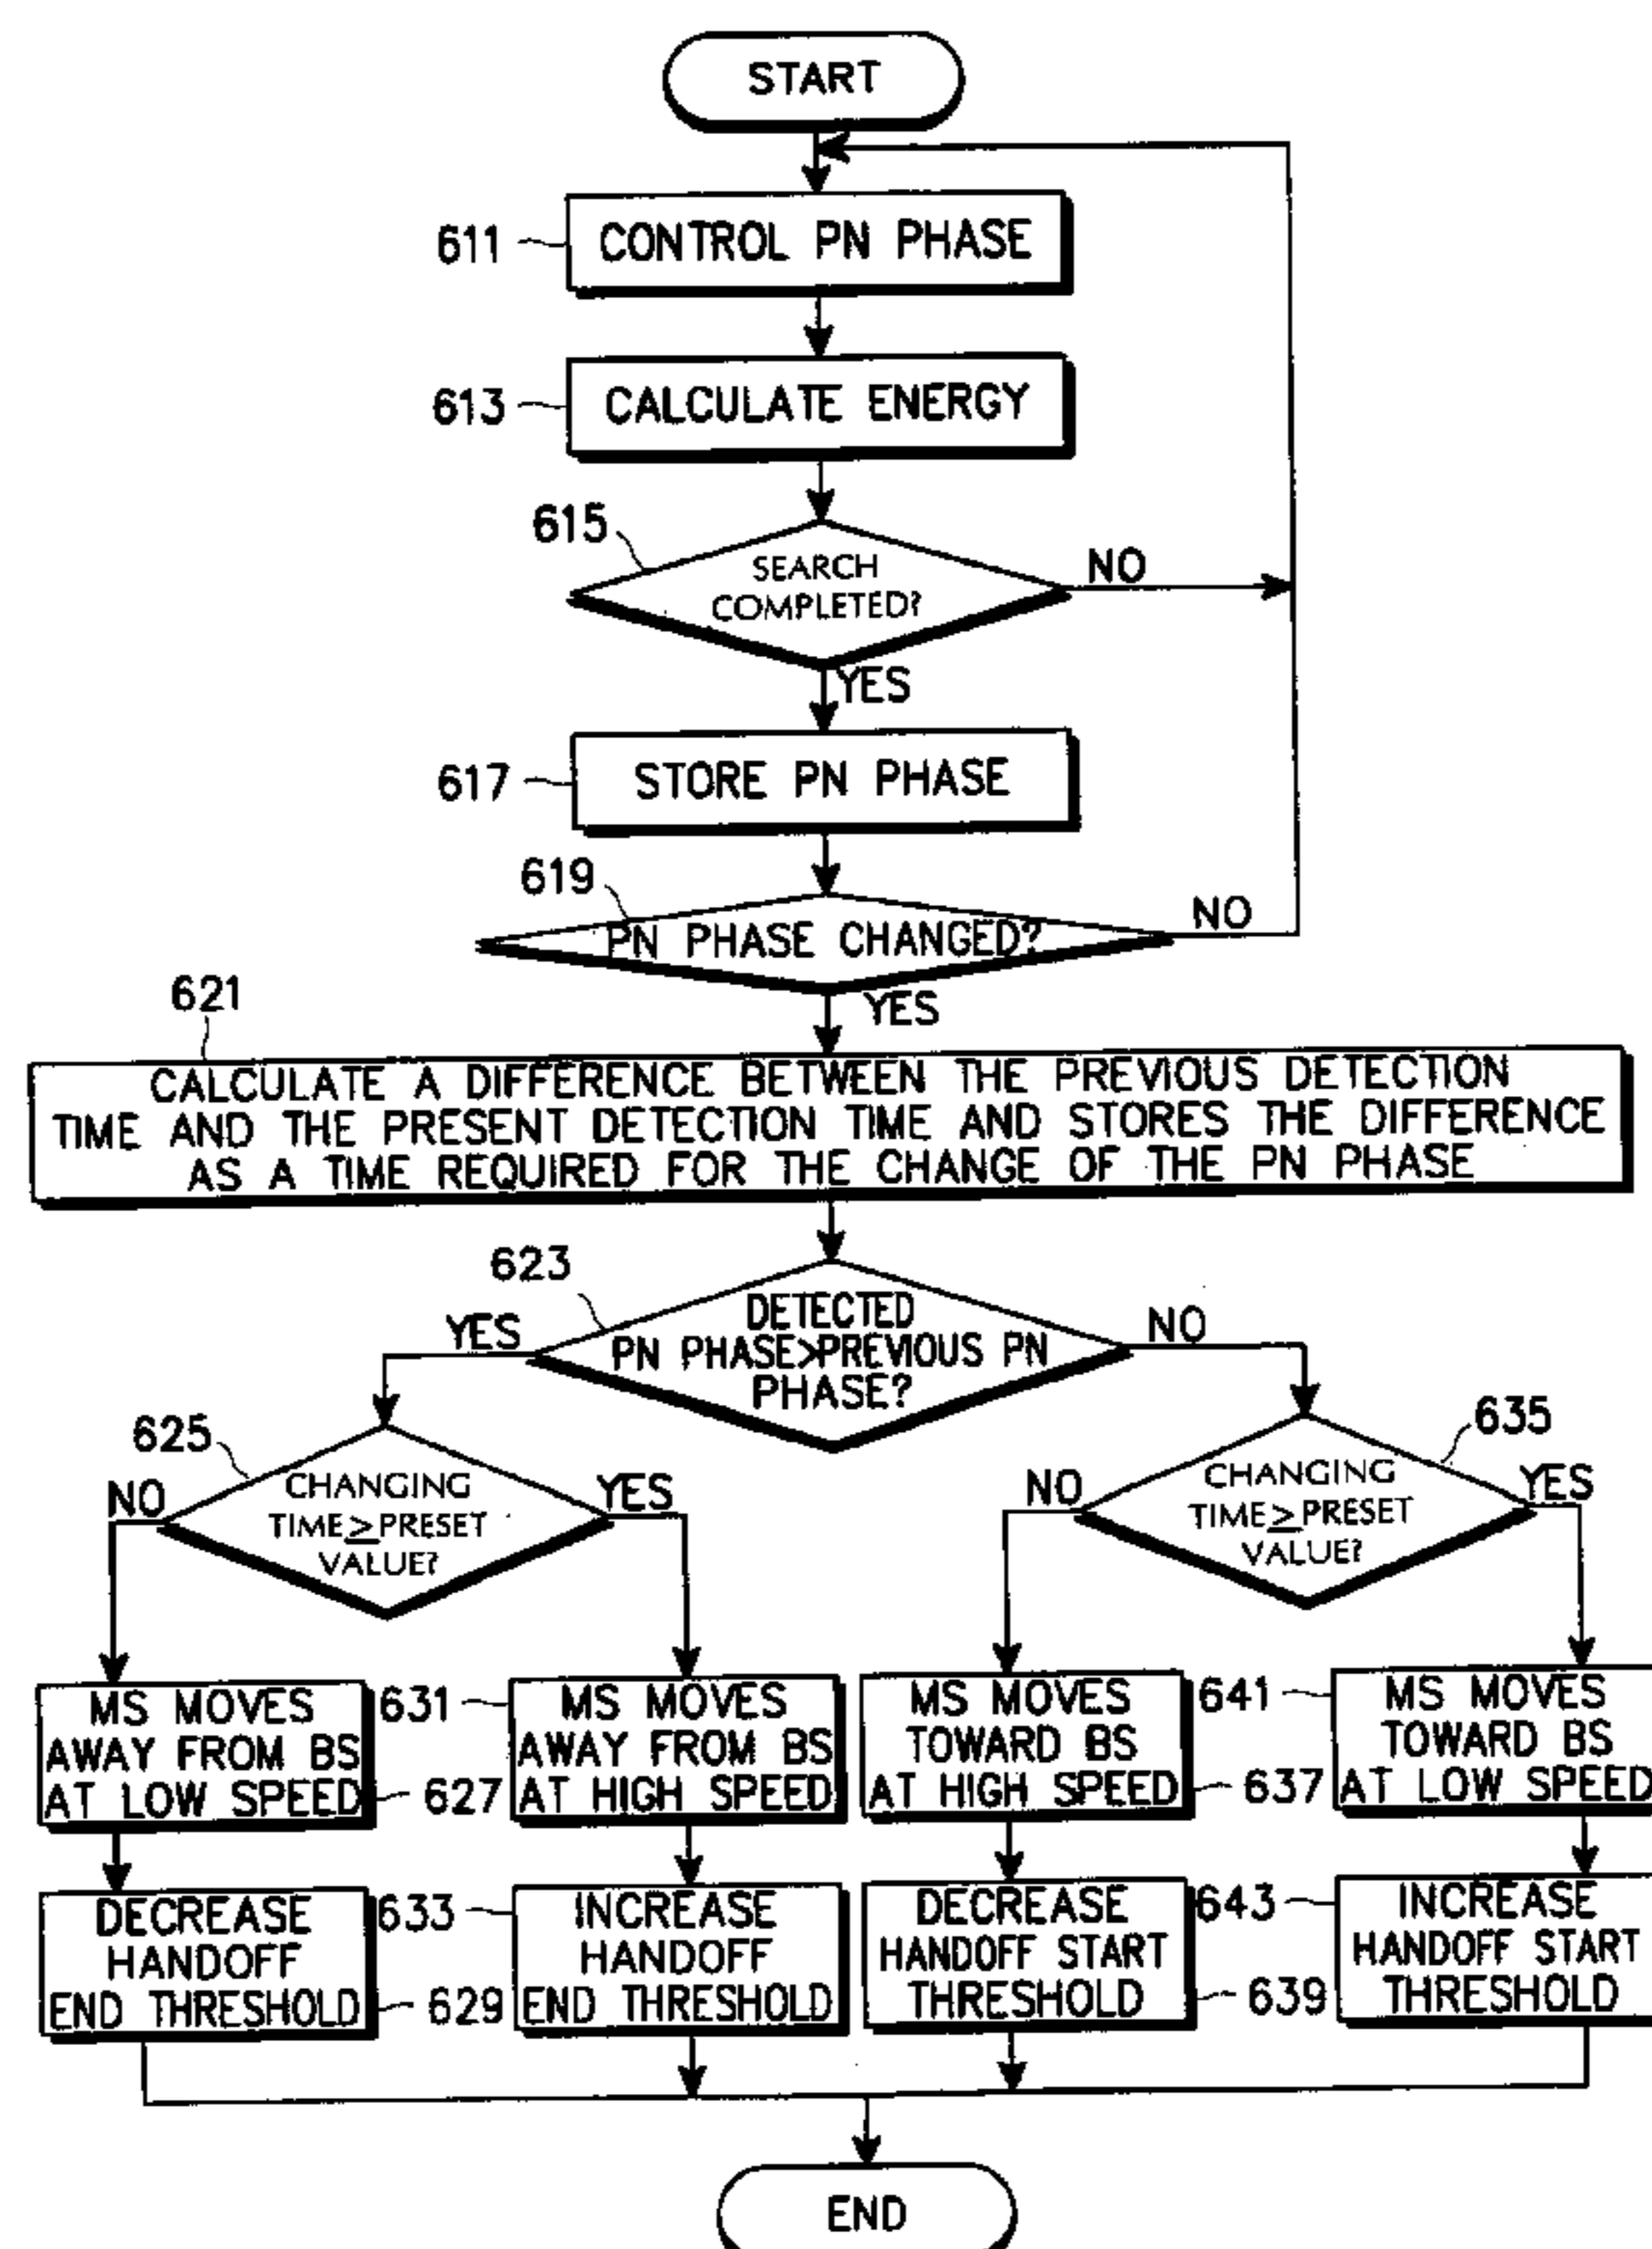 START
611
CONTROL PN PHASE
613
CALCULATE ENERGY
615
SEARCH
COMPLETED?
NO
YES
617
STORE PN PHASE
619
PN PHASE CHANGED?
NO
YES
621
CALCULATE A DIFFERENCE BETWEEN THE PREVIOUS DETECTION
TIME AND THE PRESENT DETECTION TIME AND STORES THE DIFFERENCE
AS A TIME REQUIRED FOR THE CHANGE OF THE PN PHASE
623
DETECTED
PN PHASE>PREVIOUS PN
PHASE?
YES
NO
625
CHANGING
TIME≥PRESET
VALUE?
NO
YES
635
CHANGING
TIME≥PRESET
VALUE?
NO
YES
MS MOVES
AWAY FROM BS
AT LOW SPEED
627
631
MS MOVES
AWAY FROM BS
AT HIGH SPEED
MS MOVES
TOWARD BS
AT HIGH SPEED
637
641
MS MOVES
TOWARD BS
AT LOW SPEED
DECREASE
HANDOFF
END THRESHOLD
629
633
INCREASE
HANDOFF
END THRESHOLD
DECREASE
HANDOFF START
THRESHOLD
639
643
INCREASE
HANDOFF START
THRESHOLD
END